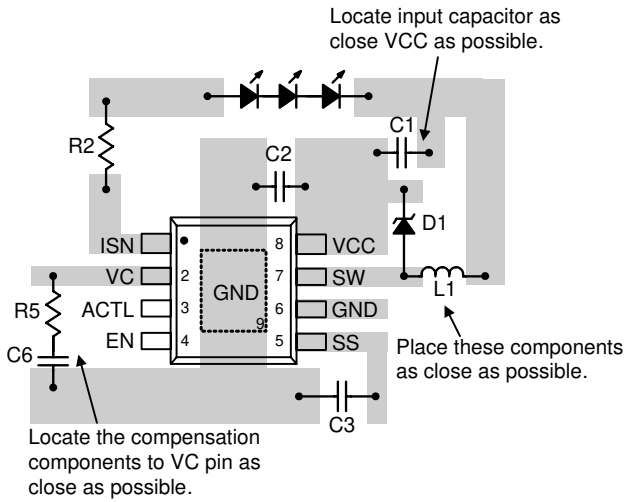 Locate input capacitor as
close VCC as possible.
C1
R2
C2
D1
ISN
8
VCC
VC
2
7
SW
GND
L1
R5
ACTL
3
6
GND
9
EN
4
5
SS
C6
Place these components
as close as possible.
C3
Locate the compensation
components to VC pin as
close as possible.